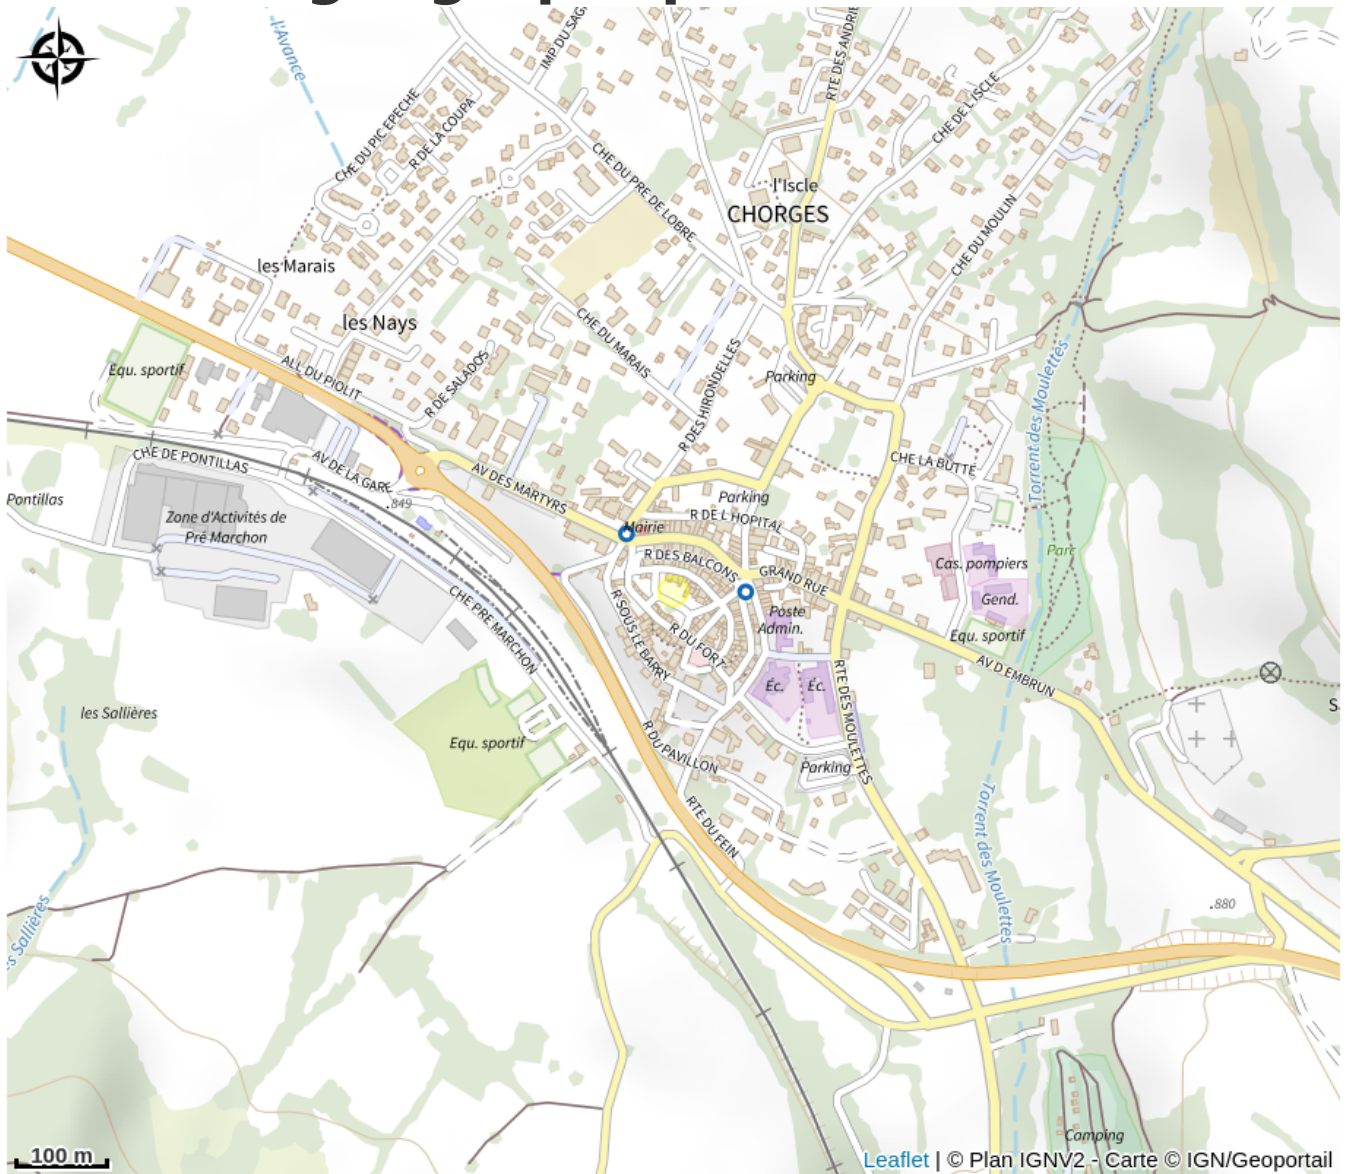 l'Avance
IMP. DU SAG
RTE DES ANDRIE
CHE DU PIC EPECHE
R DE LA COUPA
CHE DE L'ISCLE
CHE DU PRE DE LOBRE
l'Iscle
CHORGES
CHE DU MOULIN
les Marais
les Nays
CHE DU MARAIS
Equ. sportif
ALL DU PIOLIT
R DE SALADOS
R DES HIRONDELLES
Parking
Torrent des Moulettes
CHE DE PONTILLAS
AV DE LA GARE
AV DES MARTYRS
CHE LA BUTTE
Pontillas
.849
Parking
Zone d'Activités de
Pré Marchon
Mairie
R DE L HOPITAL
R DES BALCONS
GRAND RUE
Cas. pompiers
Parc
Gend.
CHE PRE MARCHON
R SOUS LE BARRY
R DU FORT
Poste
Admin.
Equ. sportif
AV D EMBRUN
Éc.
Éc.
RTE DES MOULETTES
les Sallières
Equ. sportif
R DU PAVILLON
Parking
S
RTE DU FEIN
Torrent des Moulettes
.880
s Sallières
Camping
100 m
Leaflet | © Plan IGNV2 - Carte © IGN/Geoportail